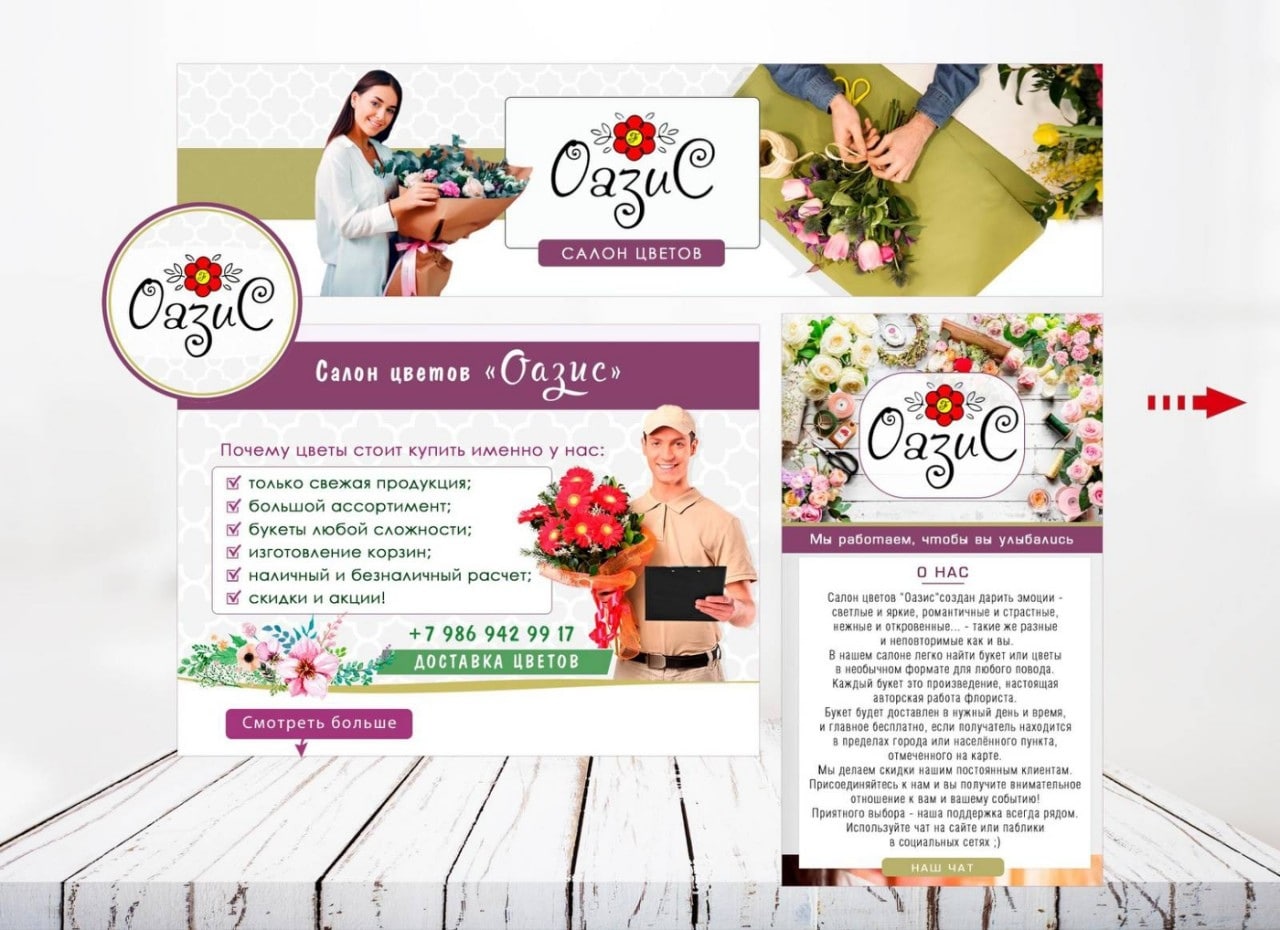 ОазиС
САЛОН ЦВЕТОВ
ОазиС
Салон цветов «Оазис»
Почему цветы стоит купить именно у нас:
только свежая продукция;
большой ассортимент;
букеты любой сложности;
изготовление корзин;
наличный и безналичный расчет;
скидки и акции!
+7 986 942 99 17
ДОСТАВКА ЦВЕТОВ
Смотреть больше
ОазиС
Мы работаем, чтобы вы улыбались
О НАС
Салон цветов "Оазис"создан дарить эмоции -
светлые и яркие, романтичные и страстные,
нежные и откровенные... - такие же разные
и неповторимые как и вы.
В нашем салоне легко найти букет или цветы
в необычном формате для любого повода.
Каждый букет это произведение, настоящая
авторская работа флориста.
Букет будет доставлен в нужный день и время,
и главное бесплатно, если получатель находится
в пределах города или населённого пункта,
отмеченного на карте.
Мы делаем скидки нашим постоянным клиентам.
Присоединяйтесь к нам и вы получите внимательное
отношение к вам и вашему событию!
Приятного выбора - наша поддержка всегда рядом.
Используйте чат на сайте или паблики
в социальных сетях ;)
НАШ ЧАТ